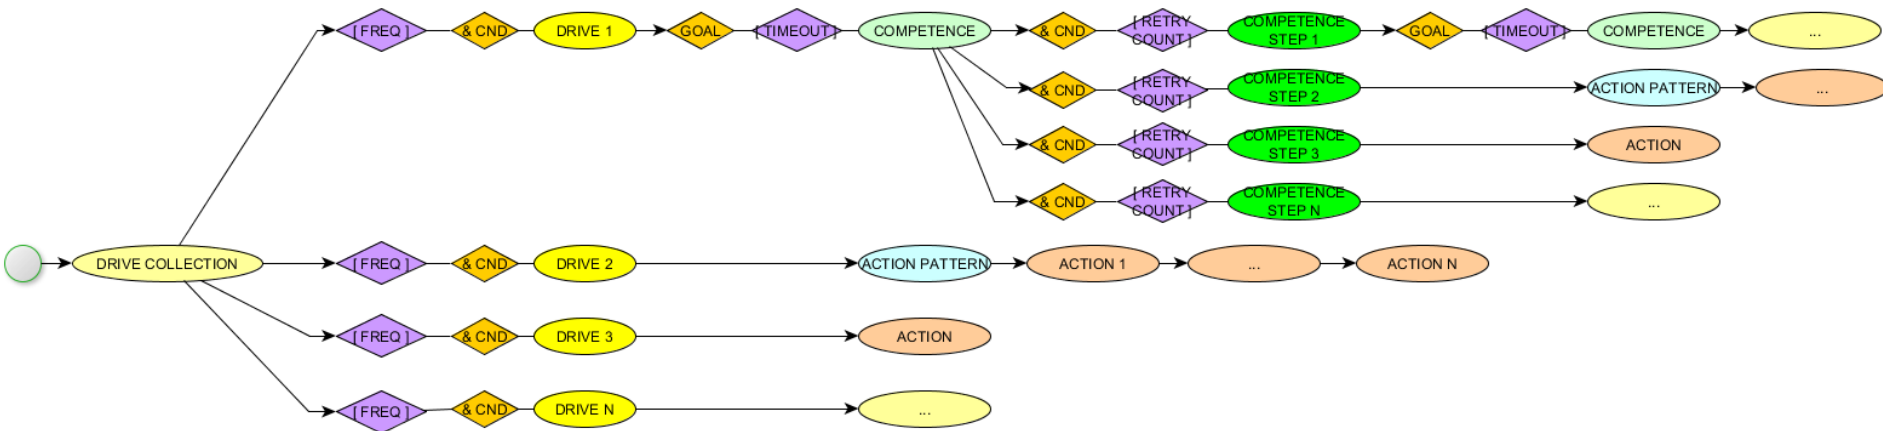 [ FREQ ] & CND DRIVE 1 GOAL [ TIMEOUT ] COMPETENCE & CND [ RETRY COUNT ] COMPETENCE STEP 1 GOAL [ TIMEOUT ] COMPETENCE ...
& CND [ RETRY COUNT ] COMPETENCE STEP 2 ACTION PATTERN ...
& CND [ RETRY COUNT ] COMPETENCE STEP 3 ACTION
& CND [ RETRY COUNT ] COMPETENCE STEP N ...
DRIVE COLLECTION [ FREQ ] & CND DRIVE 2 ACTION PATTERN ACTION 1 ... ACTION N
[ FREQ ] & CND DRIVE 3 ACTION
[ FREQ ] & CND DRIVE N ...